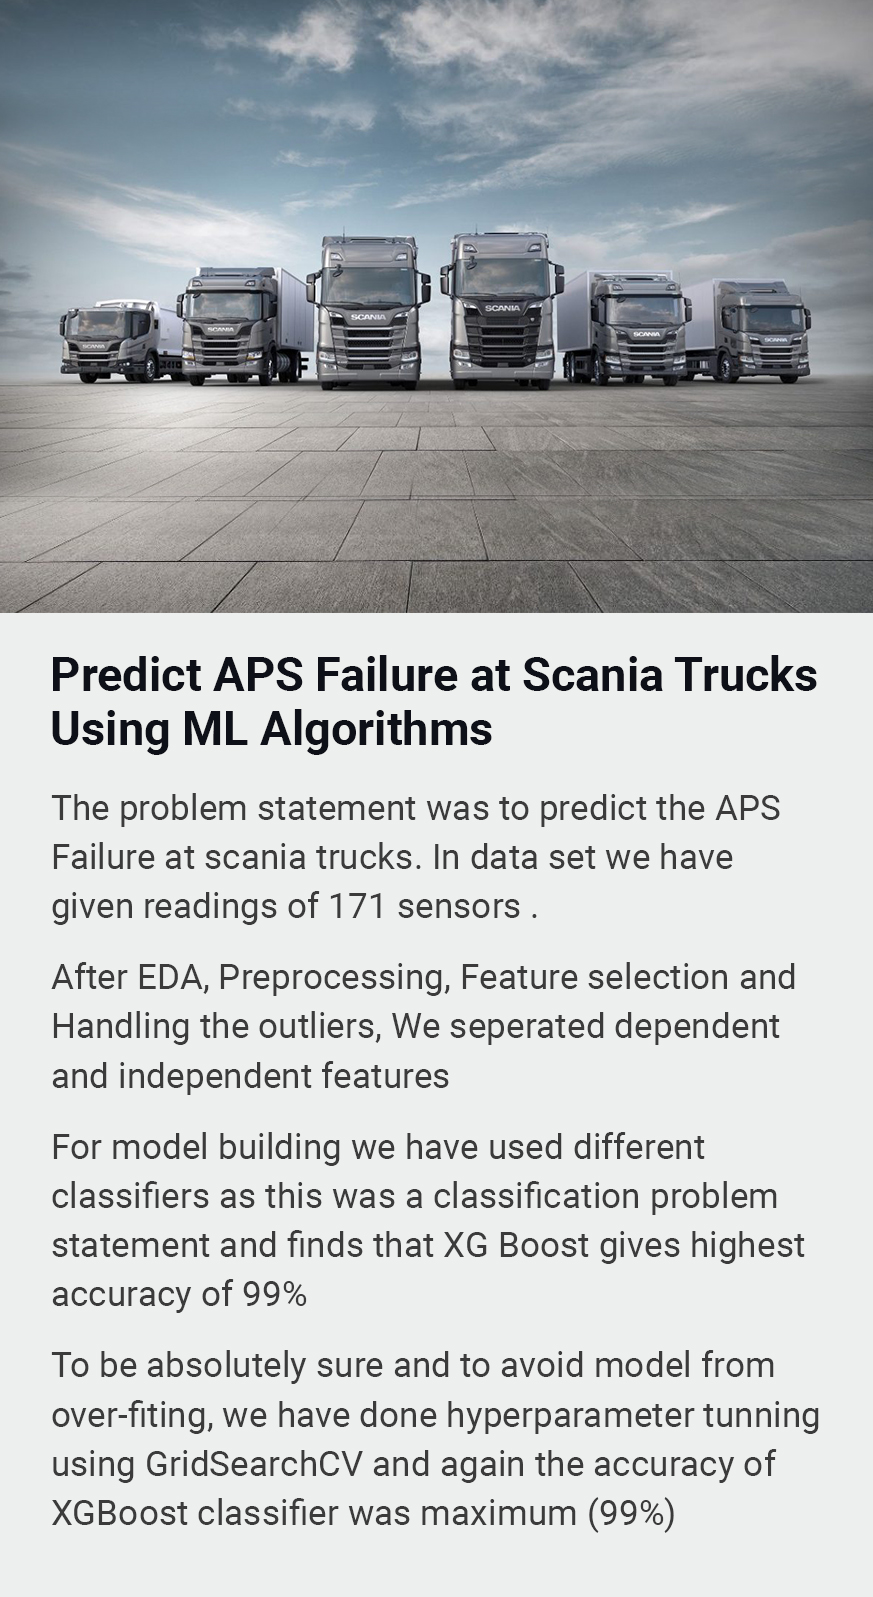 SCANIA
SCANIA
SCANIA
SCANIA
SCANIA
SCANIA
Predict APS Failure at Scania Trucks
Using ML Algorithms
The problem statement was to predict the APS
Failure at scania trucks. In data set we have
given readings of 171 sensors .
After EDA, Preprocessing, Feature selection and
Handling the outliers, We seperated dependent
and independent features
For model building we have used different
classifiers as this was a classification problem
statement and finds that XG Boost gives highest
accuracy of 99%
To be absolutely sure and to avoid model from
over-fiting, we have done hyperparameter tunning
using GridSearchCV and again the accuracy of
XGBoost classifier was maximum (99%)